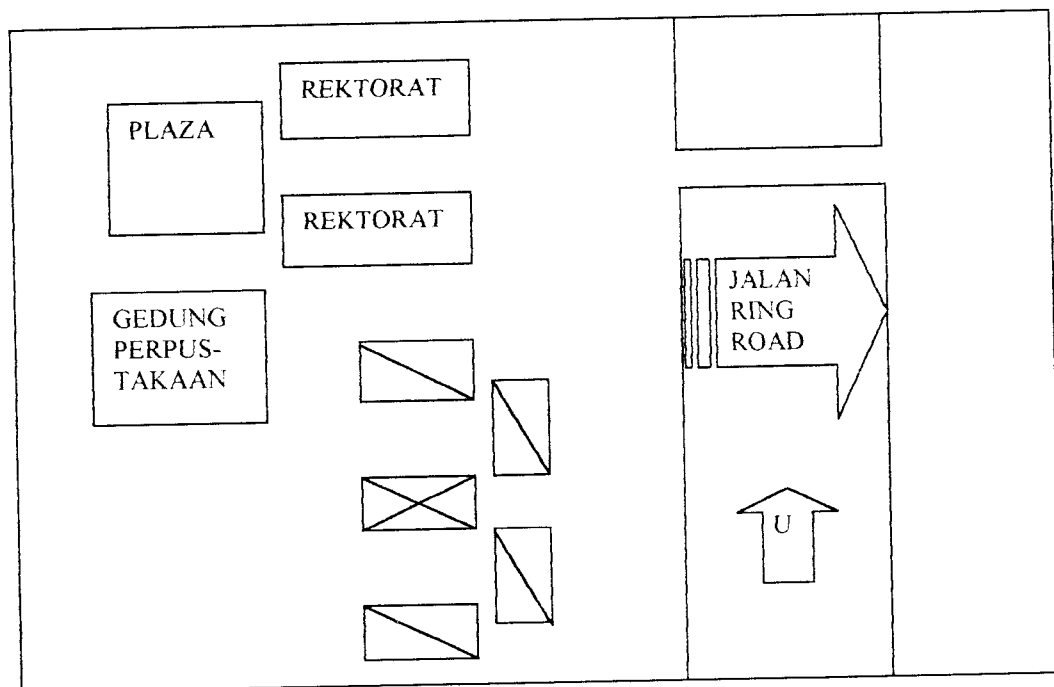 REKTORAT
PLAZA
REKTORAT
GEDUNG
PERPUS-
TAKAAN
JALAN
RING
ROAD
U